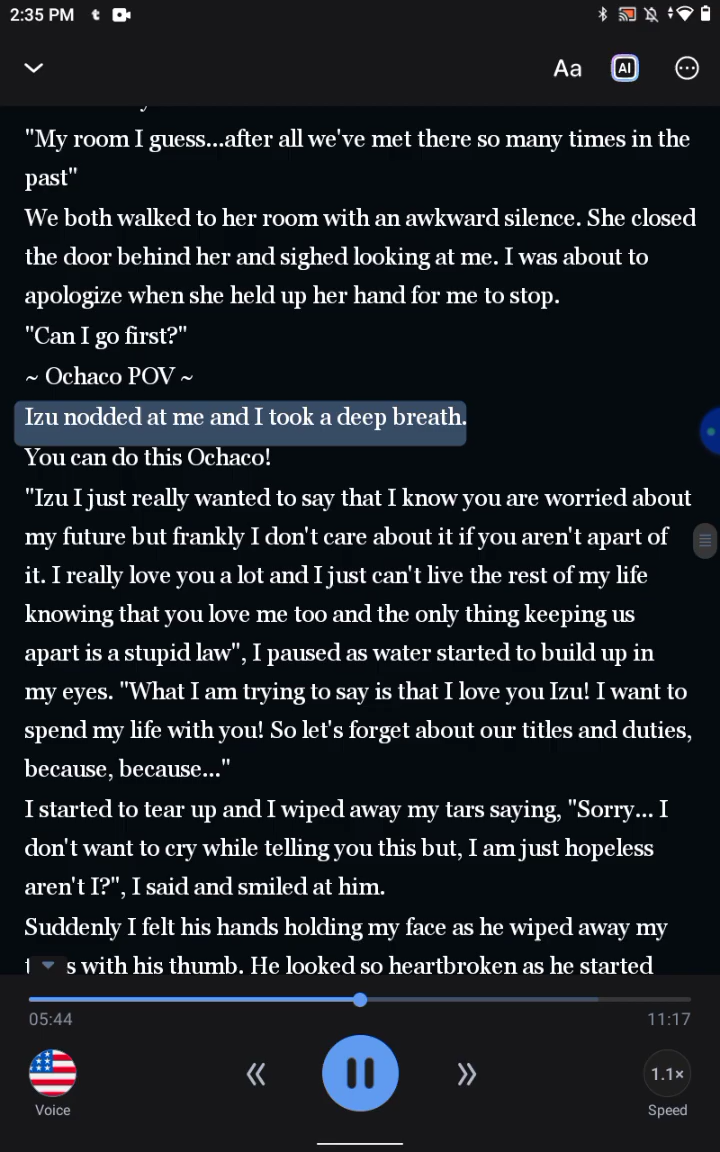 2:35 PM t
Aa AI
"My room I guess...after all we've met there so many times in the
past"
We both walked to her room with an awkward silence. She closed
the door behind her and sighed looking at me. I was about to
apologize when she held up her hand for me to stop.
"Can I go first?"
~ Ochaco POV ~
Izu nodded at me and I took a deep breath.
You can do this Ochaco!
"Izu I just really wanted to say that I know you are worried about
my future but frankly I don't care about it if you aren't apart of
it. I really love you a lot and I just can't live the rest of my life
knowing that you love me too and the only thing keeping us
apart is a stupid law", I paused as water started to build up in
my eyes. "What I am trying to say is that I love you Izu! I want to
spend my life with you! So let's forget about our titles and duties,
because, because..."
I started to tear up and I wiped away my tars saying, "Sorry... I
don't want to cry while telling you this but, I am just hopeless
aren't I?", I said and smiled at him.
Suddenly I felt his hands holding my face as he wiped away my
with his thumb. He looked so heartbroken as he started
05:44 11:17
1.1×
Voice Speed